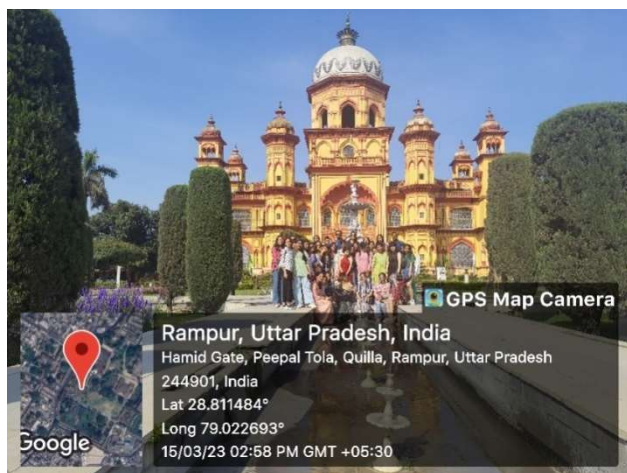 GPS Map Camera
Rampur, Uttar Pradesh, India
Hamid Gate, Peepal Tola, Quilla, Rampur, Uttar Pradesh
244901, India
Lat 28.811484°
Long 79.022693°
15/03/23 02:58 PM GMT +05:30
Google